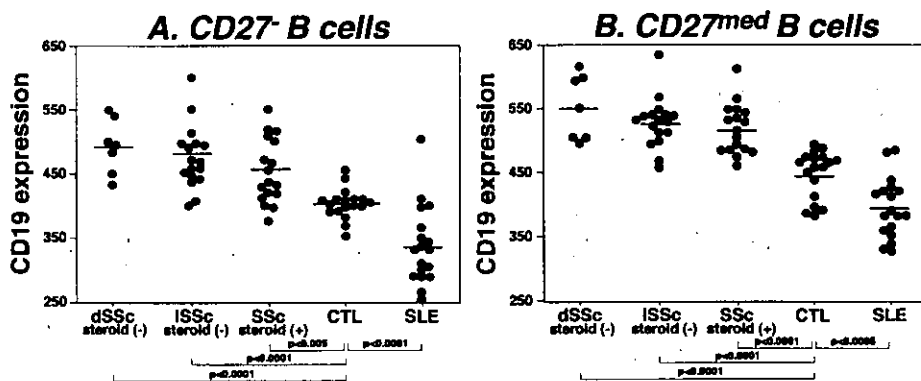 A. CD27- B cells
B. CD27med B cells
CD19 expression
650
550
450
350
250
dSSc
steroid (-)
lSSc
steroid (-)
SSc
steroid (+)
CTL
SLE
p<0.005
p<0.0001
p<0.0001
p<0.0001
CD19 expression
650
550
450
350
250
dSSc
steroid (-)
lSSc
steroid (-)
SSc
steroid (+)
CTL
SLE
p<0.0001
p<0.0001
p<0.0001